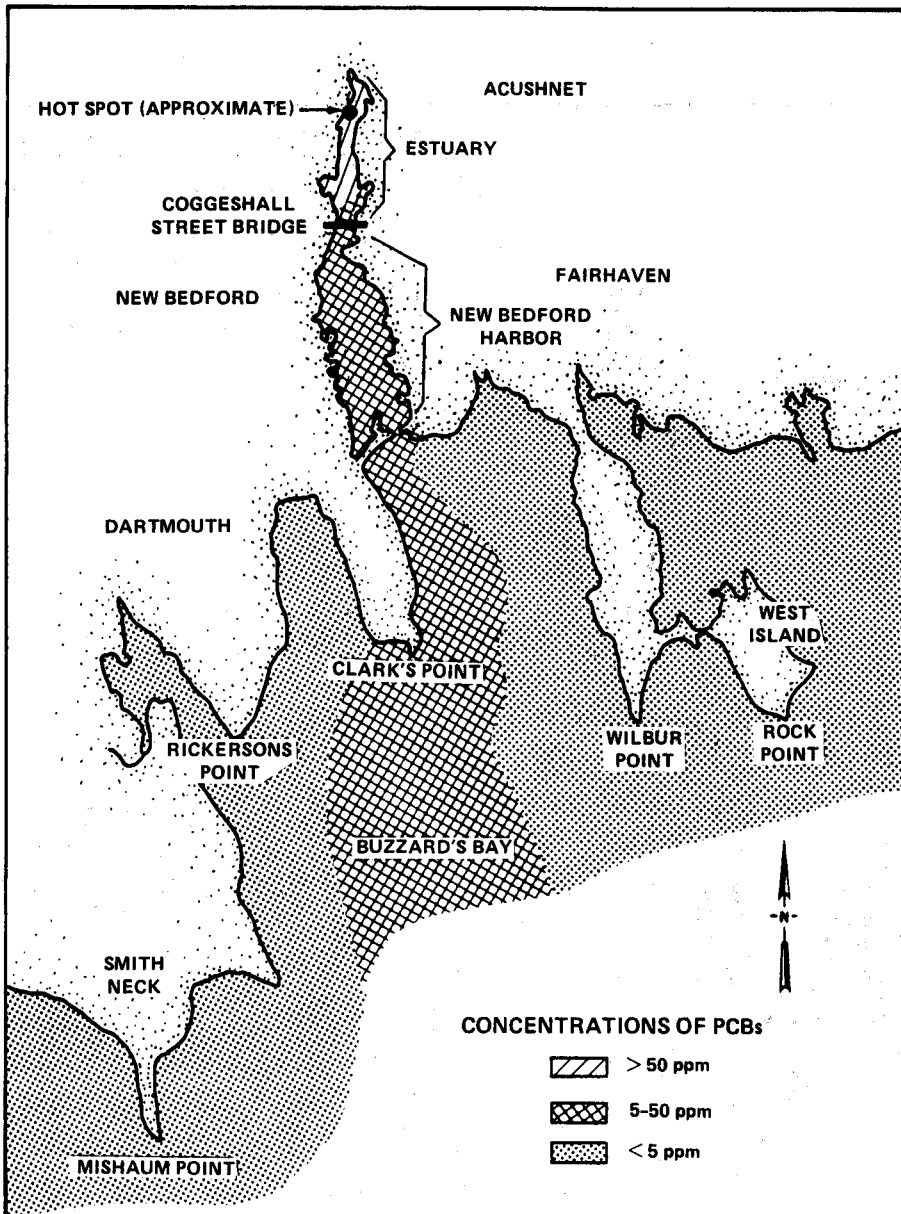 ACUSHNET
HOT SPOT (APPROXIMATE)
ESTUARY
COGGESHALL
STREET BRIDGE
FAIRHAVEN
NEW BEDFORD
NEW BEDFORD
HARBOR
DARTMOUTH
WEST
ISLAND
CLARK'S POINT
RICKERSONS
POINT
WILBUR
POINT
ROCK
POINT
BUZZARD'S BAY
-N-
SMITH
NECK
CONCENTRATIONS OF PCBs
> 50 ppm
5-50 ppm
< 5 ppm
MISHAUM POINT